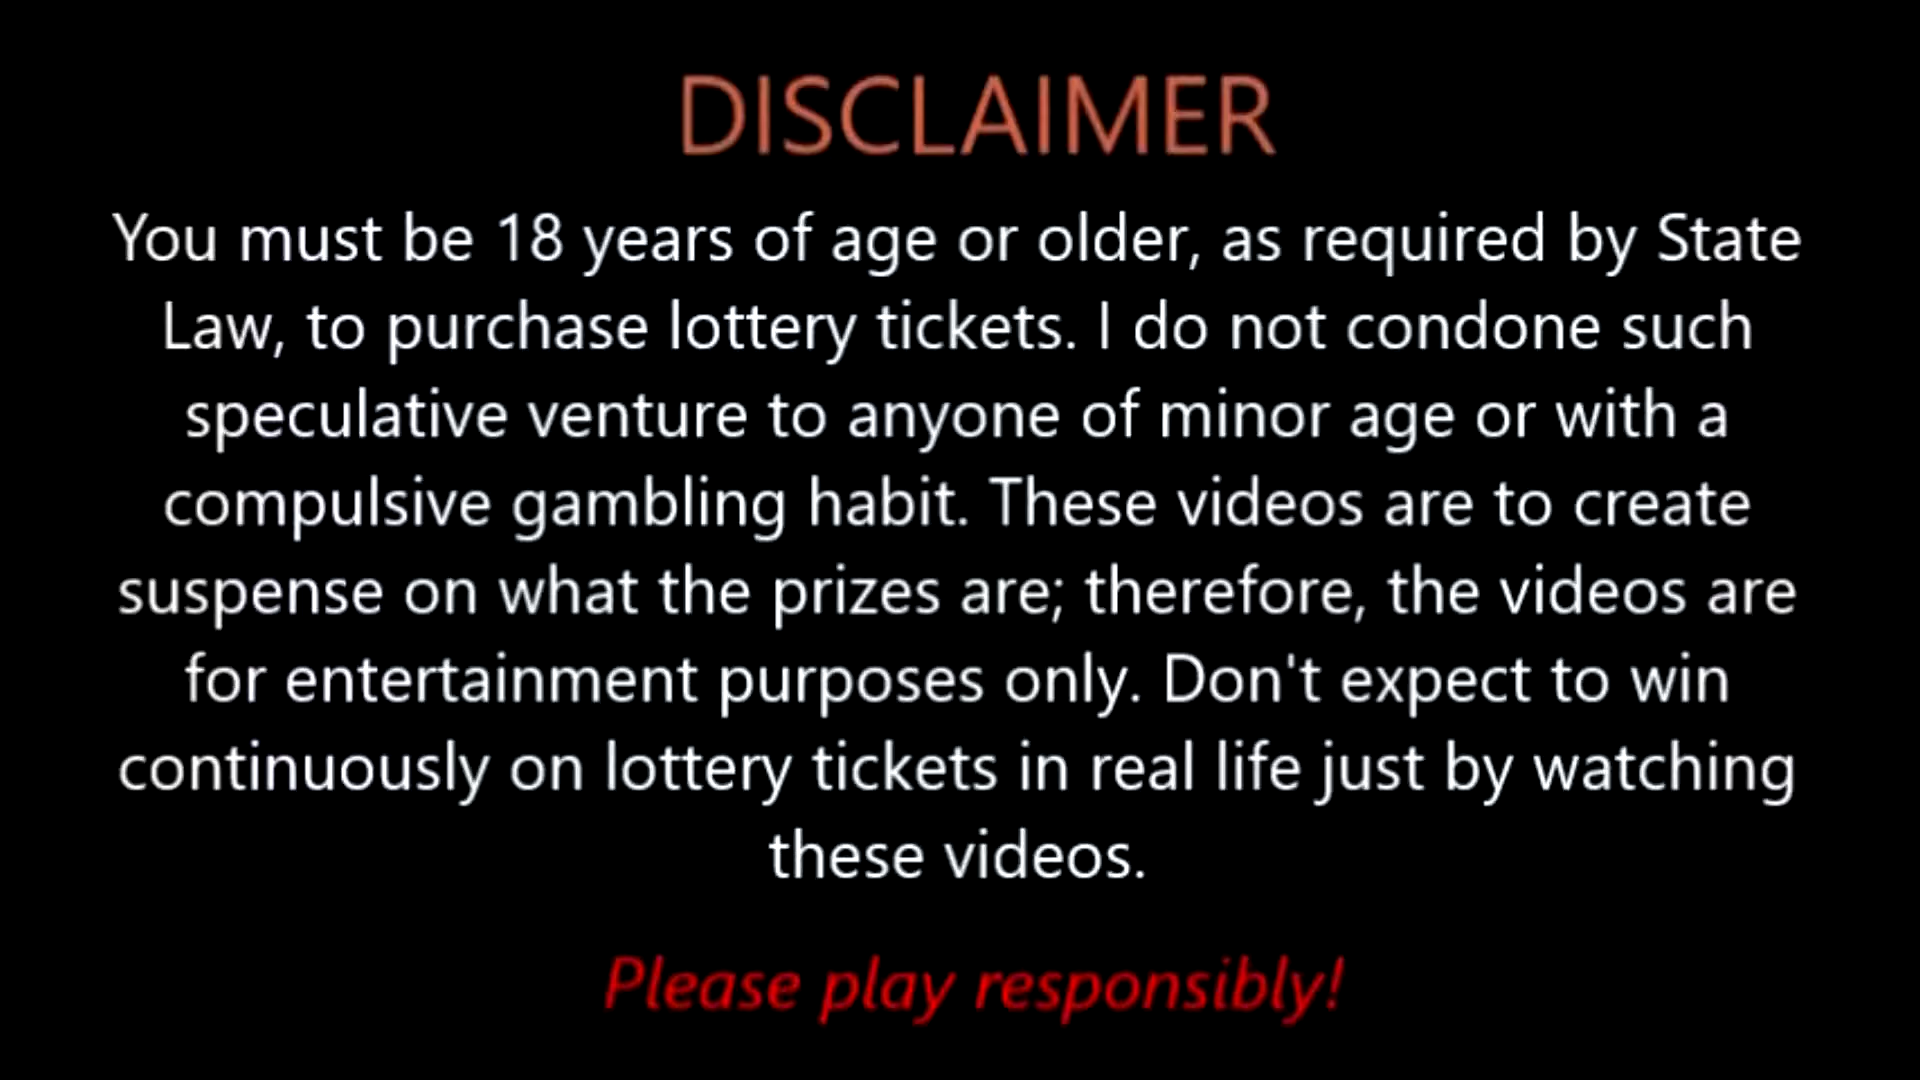 DISCLAIMER
You must be 18 years of age or older, as required by State
Law, to purchase lottery tickets. I do not condone such
speculative venture to anyone of minor age or with a
compulsive gambling habit. These videos are to create
suspense on what the prizes are; therefore, the videos are
for entertainment purposes only. Don't expect to win
continuously on lottery tickets in real life just by watching
these videos.
Please play responsibly!